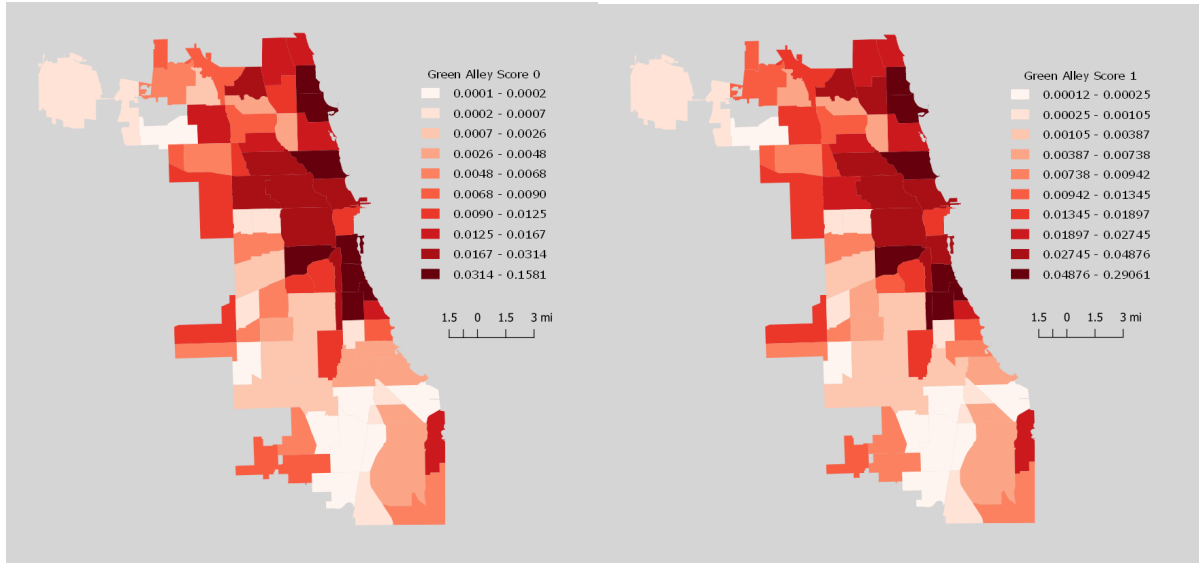 Green Alley Score 0
0.0001 - 0.0002
0.0002 - 0.0007
0.0007 - 0.0026
0.0026 - 0.0048
0.0048 - 0.0068
0.0068 - 0.0090
0.0090 - 0.0125
0.0125 - 0.0167
0.0167 - 0.0314
0.0314 - 0.1581
1.5 0 1.5 3 mi
Green Alley Score 1
0.00012 - 0.00025
0.00025 - 0.00105
0.00105 - 0.00387
0.00387 - 0.00738
0.00738 - 0.00942
0.00942 - 0.01345
0.01345 - 0.01897
0.01897 - 0.02745
0.02745 - 0.04876
0.04876 - 0.29061
1.5 0 1.5 3 mi